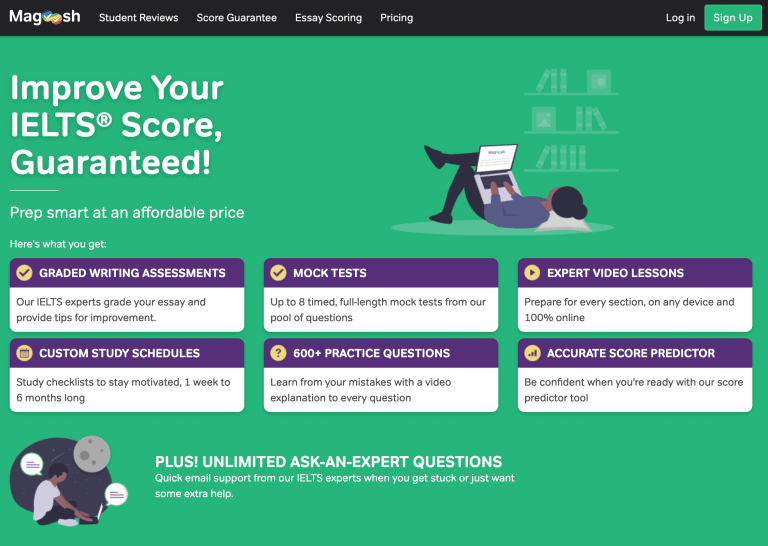 Magoosh Student Reviews Score Guarantee Essay Scoring Pricing Log in Sign Up
Improve Your
IELTS® Score,
Guaranteed!
Prep smart at an affordable price
Here's what you get:
Magoosh
GRADED WRITING ASSESSMENTS
Our IELTS experts grade your essay and
provide tips for improvement.
MOCK TESTS
Up to 8 timed, full-length mock tests from our
pool of questions
EXPERT VIDEO LESSONS
Prepare for every section, on any device and
100% online
CUSTOM STUDY SCHEDULES
Study checklists to stay motivated, 1 week to
6 months long
? 600+ PRACTICE QUESTIONS
Learn from your mistakes with a video
explanation to every question
ACCURATE SCORE PREDICTOR
Be confident when you're ready with our score
predictor tool
PLUS! UNLIMITED ASK-AN-EXPERT QUESTIONS
Quick email support from our IELTS experts when you get stuck or just want
some extra help.